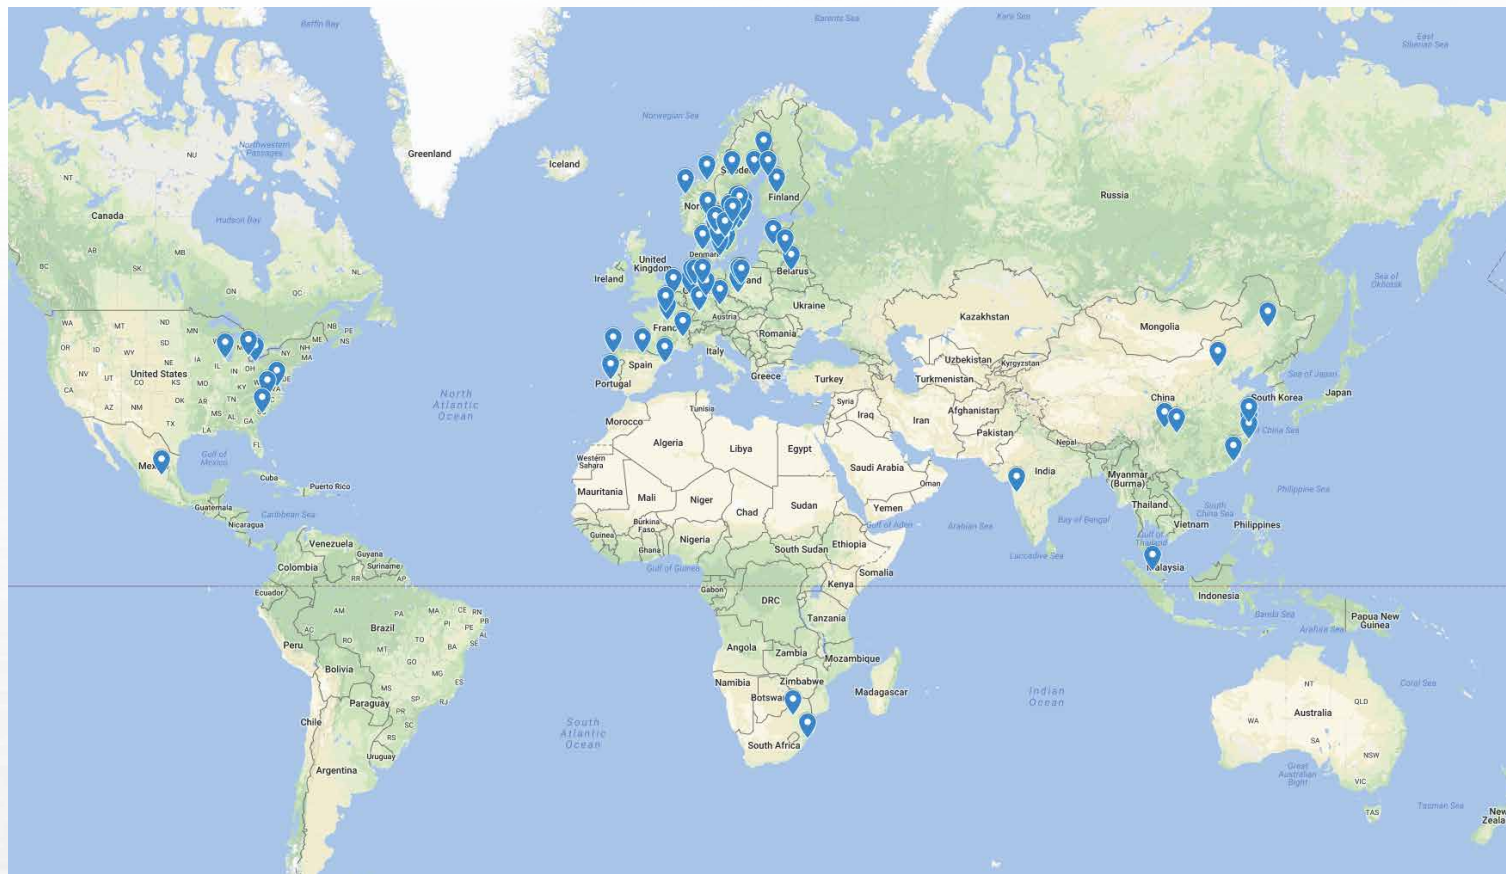 Baffin Bay
Barents Sea
Kara Sea
East
Siberian Sea
Norwegian Sea
Northwestern
Passages
NU
Greenland
Iceland
NT
Finland
Russia
Canada
Hudson Bay
AB
MB
BC
SK
NL
ON
QC
United
Kingdom
Ireland
Denmark
Belarus
Sea of
Okhotsk
Ukraine
Kazakhstan
Mongolia
Austria
Romania
WA
MT
ND
MN
NB
PE
NS
ME
OR
ID
WY
SD
IA
NY
NH
MA
NE
IL
IN
OH
NV
UT
United States
CO
KS
MO
KY
CA
OK
AR
TN
AZ
NM
MS
AL
GA
TX
LA
FL
Italy
Spain
Portugal
Greece
Turkey
Uzbekistan
Kyrgyzstan
Turkmenistan
Sea of Japan
South Korea
Japan
China
North
Atlantic
Ocean
Tunisia
Syria
Iraq
Iran
Afghanistan
Pakistan
Nepal
Morocco
Algeria
Libya
Egypt
Western
Sahara
Saudi Arabia
Oman
India
Myanmar
(Burma)
Gulf of
Mexico
Cuba
Puerto Rico
Mauritania
Mali
Niger
Chad
Sudan
Yemen
Gulf of Aden
Arabian Sea
Bay of Bengal
Thailand
Vietnam
South
China Sea
Philippines
Philippine Sea
Guatemala
Nicaragua
Caribbean Sea
Guinea
Burkina
Faso
Ghana
Nigeria
South Sudan
Ethiopia
Somalia
Laccadive Sea
Gulf of
Thailand
Venezuela
Guyana
Suriname
Colombia
RR
AP
Ecuador
Gulf of Guinea
Gabon
DRC
Kenya
Tanzania
Indonesia
Banda Sea
Arafura Sea
Papua New
Guinea
AM
PA
MA
CE
RN
PB
PI
PE
AL
SE
AC
Brazil
TO
BA
RO
MT
GO
Peru
Bolivia
MG
ES
MS
SP
RJ
Paraguay
PR
SC
RS
Chile
Uruguay
Argentina
Angola
Zambia
Mozambique
Namibia
Zimbabwe
Madagascar
South Africa
South
Atlantic
Ocean
Indian
Ocean
Coral Sea
NT
QLD
WA
Australia
SA
NSW
Great
Australian
Bight
VIC
TAS
Tasman Sea
New
Zeala